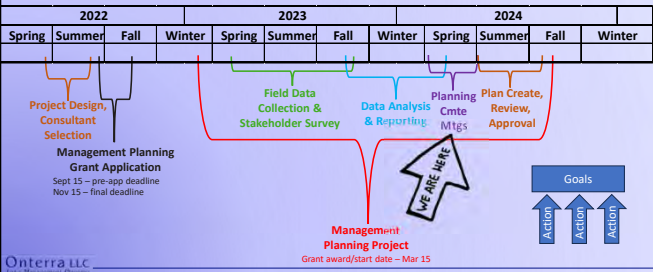 2022 2023 2024
Spring Summer Fall Winter Spring Summer Fall Winter Spring Summer Fall Winter
Project Design,
Consultant
Selection
Management Planning
Grant Application
Sept 15 – pre-app deadline
Nov 15 – final deadline
Field Data
Collection &
Stakeholder Survey
Data Analysis
& Reporting
Planning
Cmte
Mtgs
Plan Create,
Review,
Approval
WE ARE HERE
Management
Planning Project
Grant award/start date – Mar 15
Goals
Action Action Action
Onterra LLC